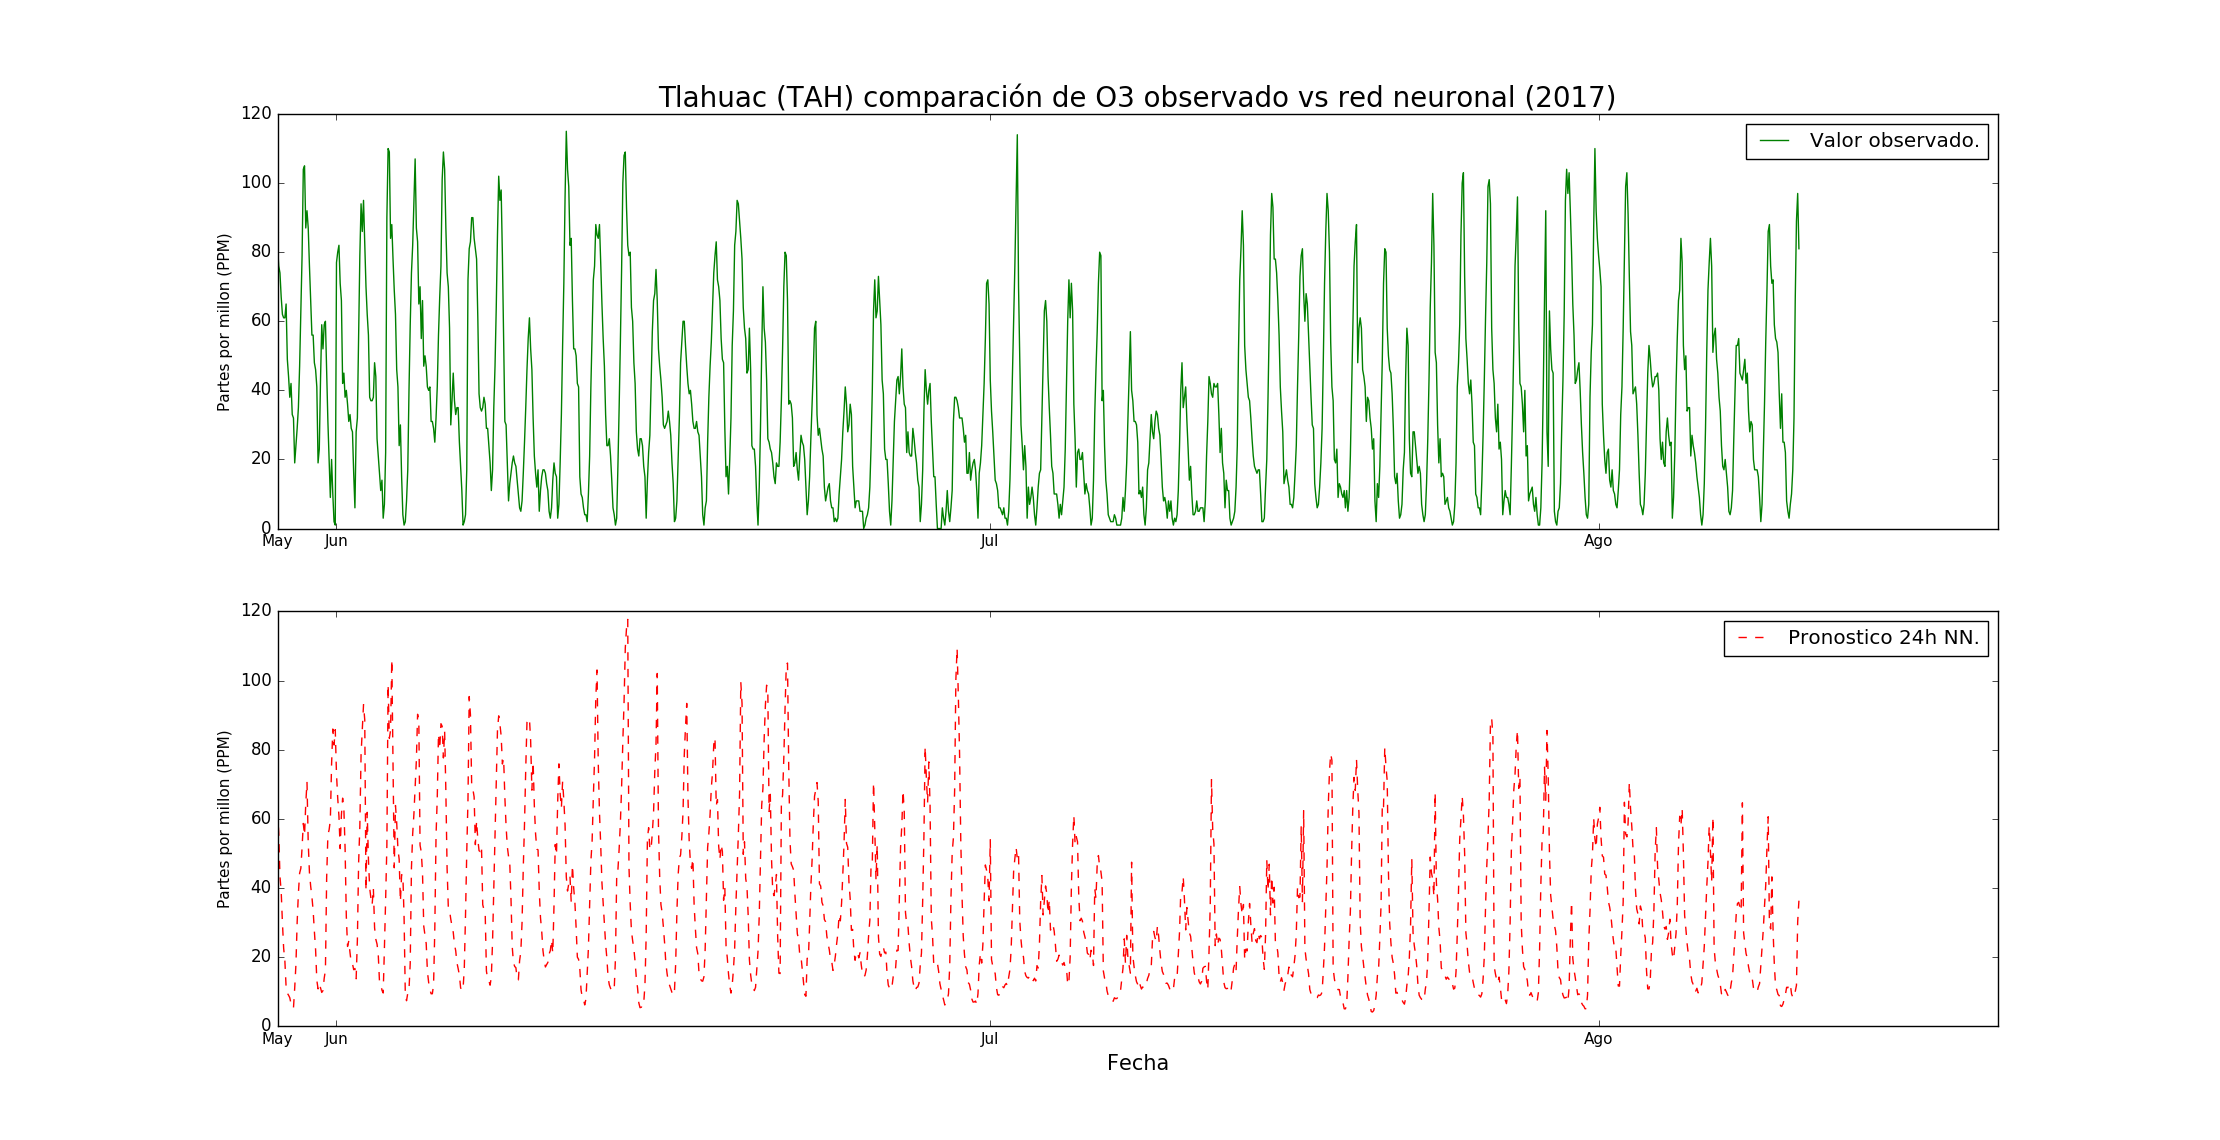 Tlahuac (TAH) comparación de O3 observado vs red neuronal (2017)
120
100
80
60
40
20
0
Partes por millon (PPM)
Valor observado.
May Jun Jul Ago
120
100
80
60
40
20
0
Partes por millon (PPM)
Pronostico 24h NN.
May Jun Jul Ago
Fecha